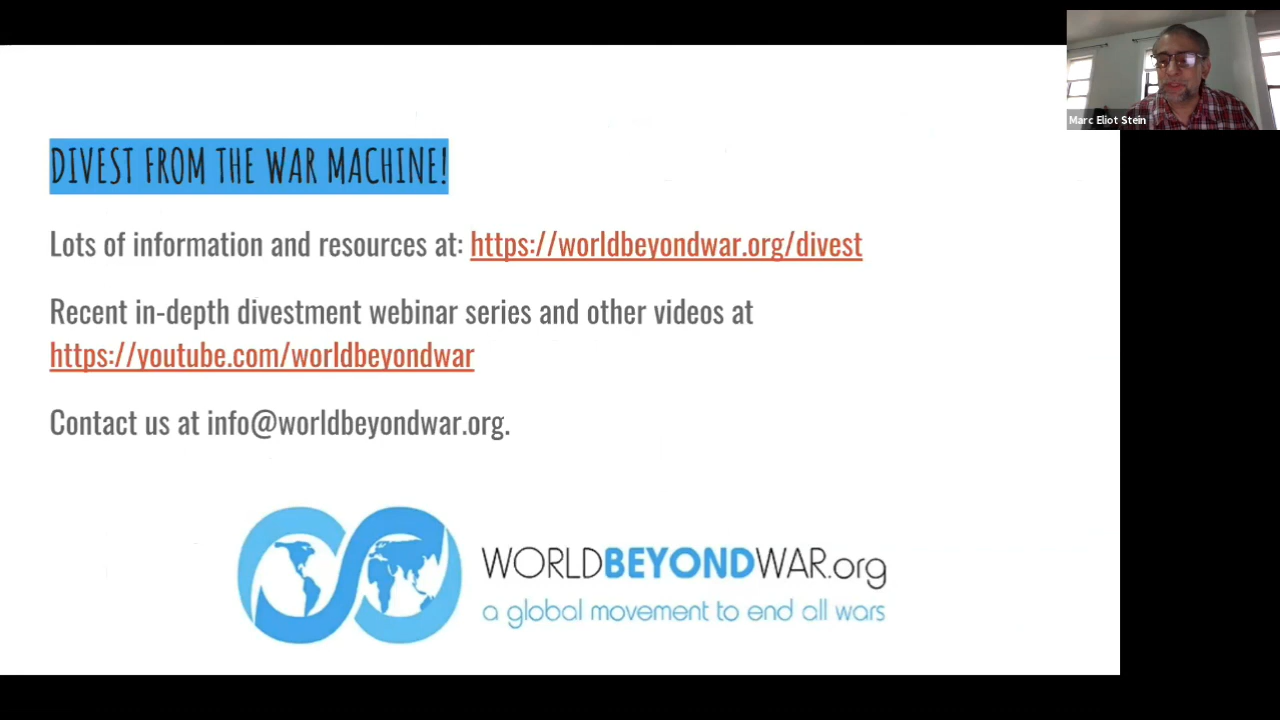 DIVEST FROM THE WAR MACHINE!
Lots of information and resources at: https://worldbeyondwar.org/divest
Recent in-depth divestment webinar series and other videos at
https://youtube.com/worldbeyondwar
Contact us at info@worldbeyondwar.org.
WORLDBEYONDWAR.org
a global movement to end all wars
Marc Eliot Stein